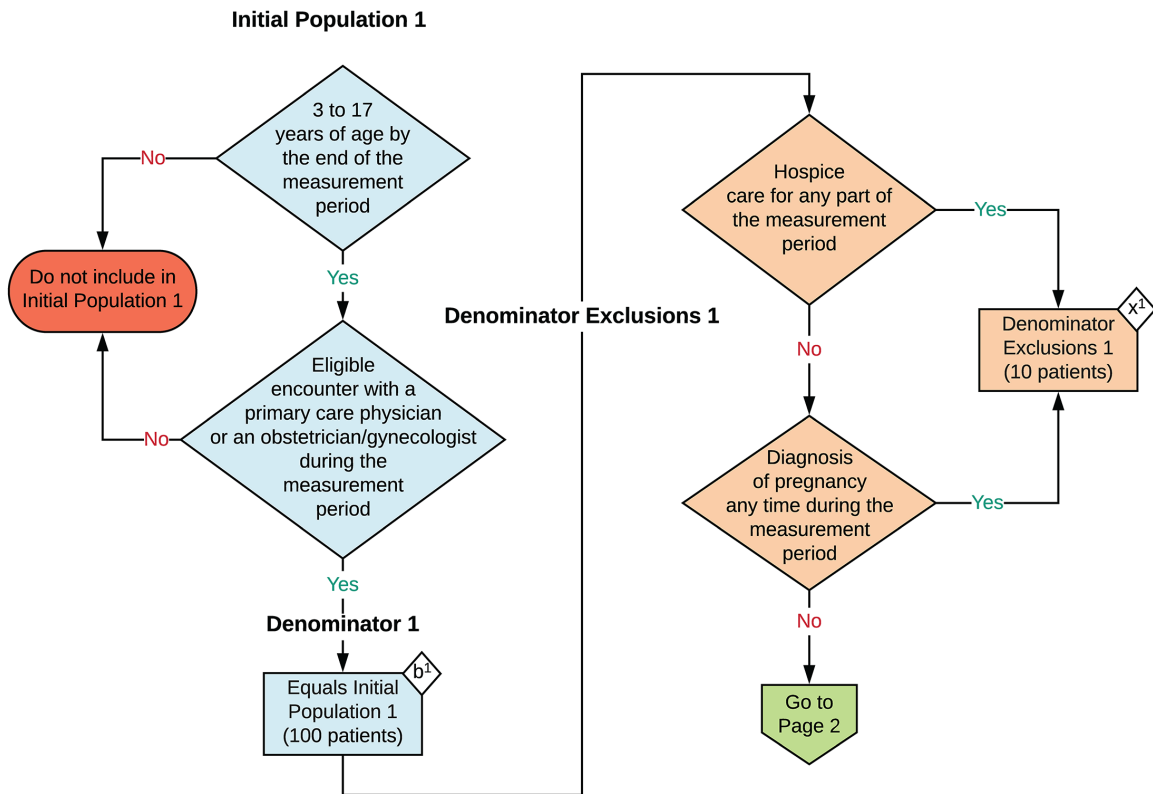 Initial Population 1
3 to 17
years of age by
the end of the
measurement
period
No
Yes
Do not include in
Initial Population 1
Eligible
encounter with a
primary care physician
or an obstetrician/gynecologist
during the
measurement
period
No
Yes
Denominator 1
b¹
Equals Initial
Population 1
(100 patients)
Denominator Exclusions 1
Hospice
care for any part of
the measurement
period
Yes
No
x¹
Denominator
Exclusions 1
(10 patients)
Diagnosis
of pregnancy
any time during the
measurement
period
Yes
No
Go to
Page 2